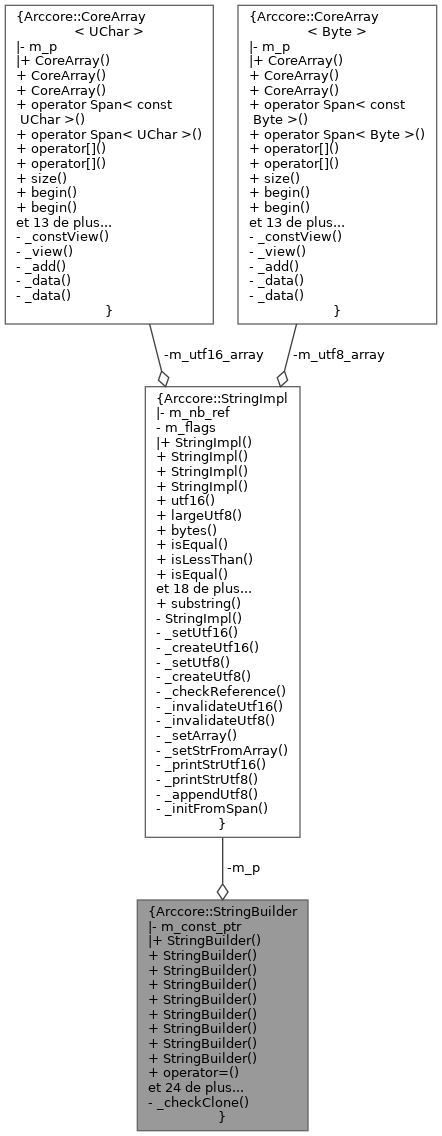 {Arccore::CoreArray
< UChar >
|- m_p
|+ CoreArray()
+ CoreArray()
+ CoreArray()
+ operator Span< const
UChar >()
+ operator Span< UChar >()
+ operator[]()
+ operator[]()
+ size()
+ begin()
+ begin()
et 13 de plus...
- _constView()
- _view()
- _add()
- _data()
- _data()
}
{Arccore::CoreArray
< Byte >
|- m_p
|+ CoreArray()
+ CoreArray()
+ CoreArray()
+ operator Span< const
Byte >()
+ operator Span< Byte >()
+ operator[]()
+ operator[]()
+ size()
+ begin()
+ begin()
et 13 de plus...
- _constView()
- _view()
- _add()
- _data()
- _data()
}
-m_utf16_array
-m_utf8_array
{Arccore::StringImpl
|- m_nb_ref
- m_flags
|+ StringImpl()
+ StringImpl()
+ StringImpl()
+ StringImpl()
+ utf16()
+ largeUtf8()
+ bytes()
+ isEqual()
+ isLessThan()
+ isEqual()
et 18 de plus...
+ substring()
- StringImpl()
- _setUtf16()
- _createUtf16()
- _setUtf8()
- _createUtf8()
- _checkReference()
- _invalidateUtf16()
- _invalidateUtf8()
- _setArray()
- _setStrFromArray()
- _printStrUtf16()
- _printStrUtf8()
- _appendUtf8()
- _initFromSpan()
}
-m_p
{Arccore::StringBuilder
|- m_const_ptr
|+ StringBuilder()
+ StringBuilder()
+ StringBuilder()
+ StringBuilder()
+ StringBuilder()
+ StringBuilder()
+ StringBuilder()
+ StringBuilder()
+ StringBuilder()
+ operator=()
et 24 de plus...
- _checkClone()
}